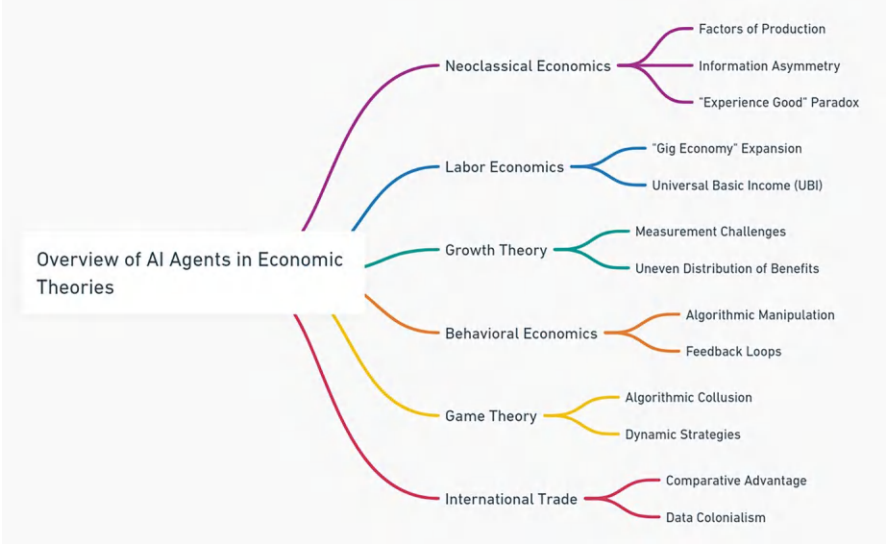 Overview of AI Agents in Economic
Theories
Neoclassical Economics
Factors of Production
Information Asymmetry
"Experience Good" Paradox
Labor Economics
"Gig Economy" Expansion
Universal Basic Income (UBI)
Growth Theory
Measurement Challenges
Uneven Distribution of Benefits
Behavioral Economics
Algorithmic Manipulation
Feedback Loops
Game Theory
Algorithmic Collusion
Dynamic Strategies
International Trade
Comparative Advantage
Data Colonialism